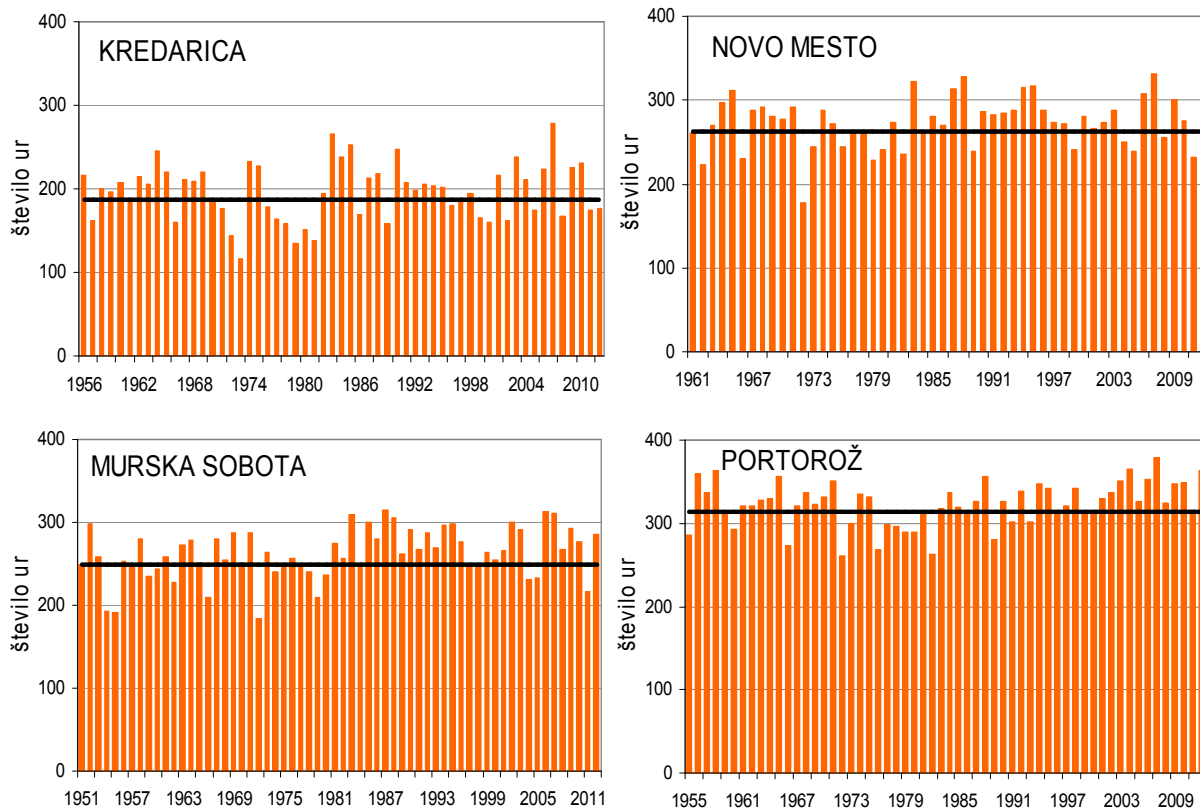 KREDARICA
število ur
400
300
200
100
0
1956 1962 1968 1974 1980 1986 1992 1998 2004 2010
NOVO MESTO
število ur
400
300
200
100
0
1961 1967 1973 1979 1985 1991 1997 2003 2009
MURSKA SOBOTA
število ur
400
300
200
100
0
1951 1957 1963 1969 1975 1981 1987 1993 1999 2005 2011
PORTOROŽ
število ur
400
300
200
100
0
1955 1961 1967 1973 1979 1985 1991 1997 2003 2009